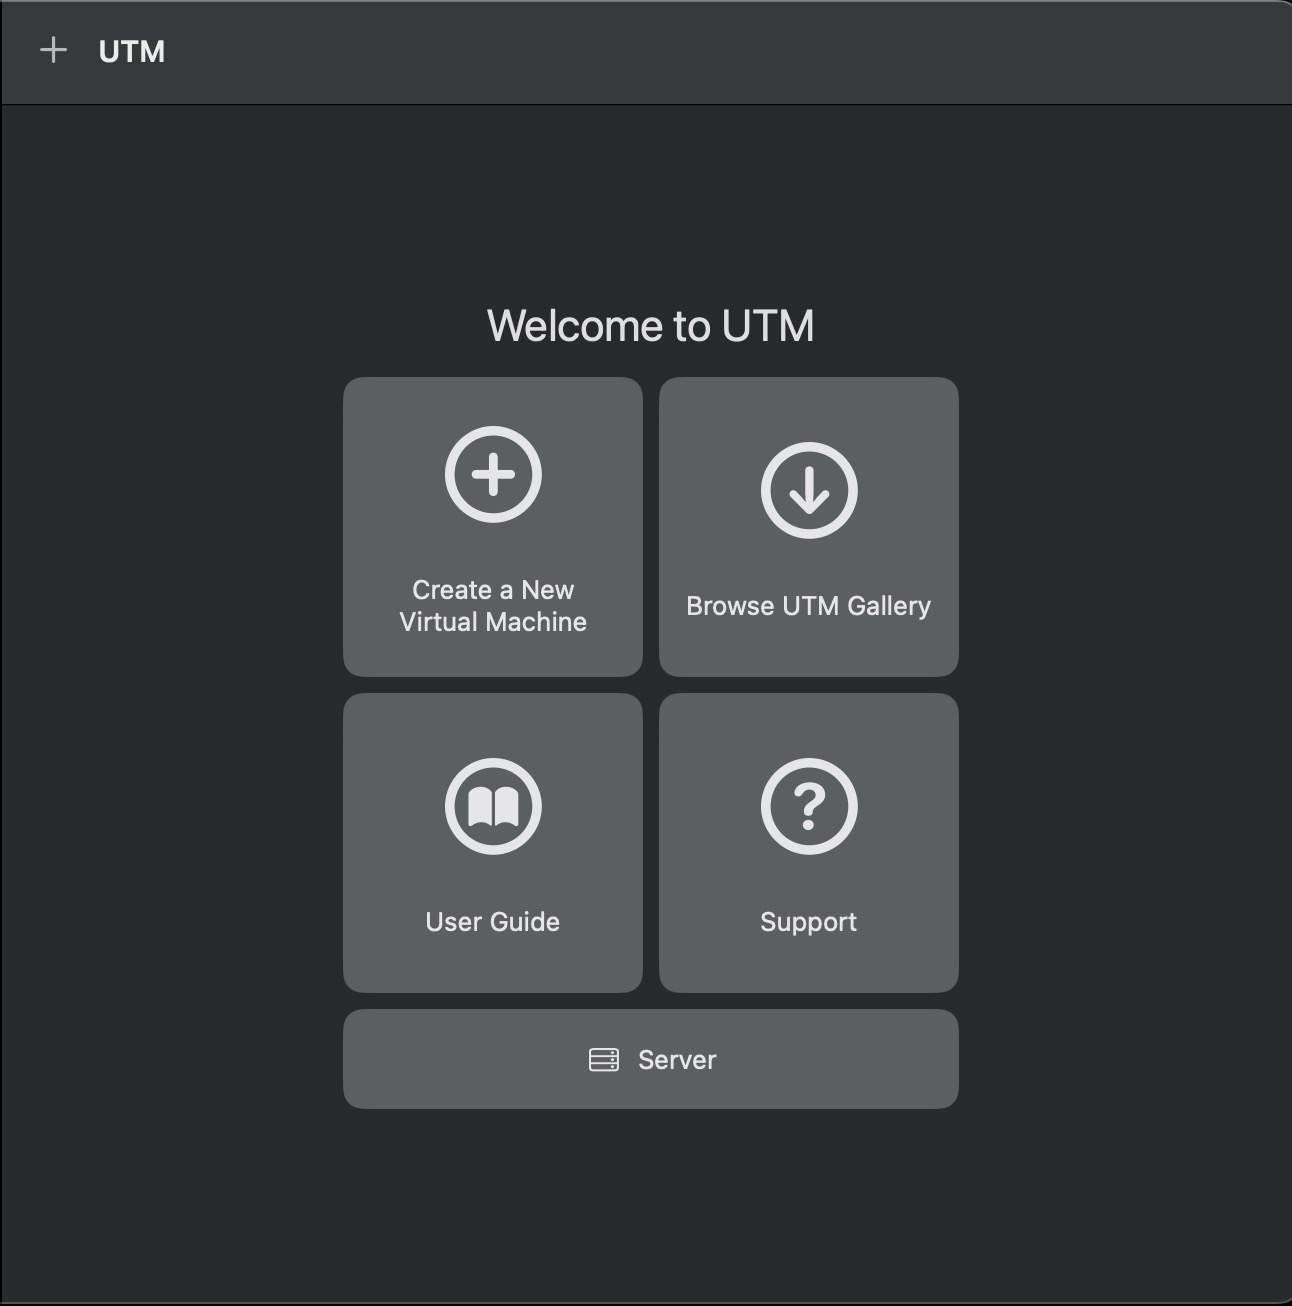 UTM
Welcome to UTM
Create a New
Virtual Machine
Browse UTM Gallery
User Guide
Support
Server